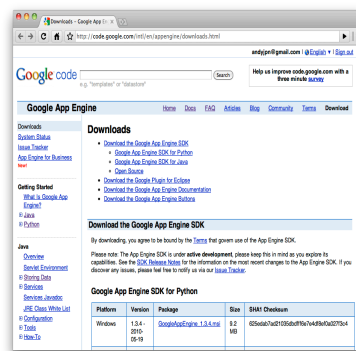 Downloads - Google App En
http://code.google.com/intl/en/appengine/downloads.html
andyjpn@gmail.com | @ English ▼ | Sign out
Google code
Search
e.g. "templates" or "datastore"
Help us improve code.google.com with a three minute survey
Google App Engine
Home Docs FAQ Articles Blog Community Terms Download
Downloads
System Status
Issue Tracker
App Engine for Business
New!
Getting Started
What Is Google App
Engine?
Java
Python
Java
Overview
Servlet Environment
Storing Data
Services
Services Javadoc
JRE Class White List
Configuration
Tools
How-To
Downloads
Download the Google App Engine SDK
Google App Engine SDK for Python
Google App Engine SDK for Java
Open Source
Download the Google Plugin for Eclipse
Download the Google App Engine Documentation
Download the Google App Engine Buttons
Download the Google App Engine SDK
By downloading, you agree to be bound by the Terms that govern use of the App Engine SDK.
Please note: The App Engine SDK is under active development, please keep this in mind as you explore its
capabilities. See the SDK Release Notes for the information on the most recent changes to the App Engine SDK. If you
discover any issues, please feel free to notify us via our Issue Tracker.
Google App Engine SDK for Python
Platform Version Package Size SHA1 Checksum
Windows 1.3.4 - GoogleAppEngine_1.3.4.msi 9.2
2010- MB
05-19